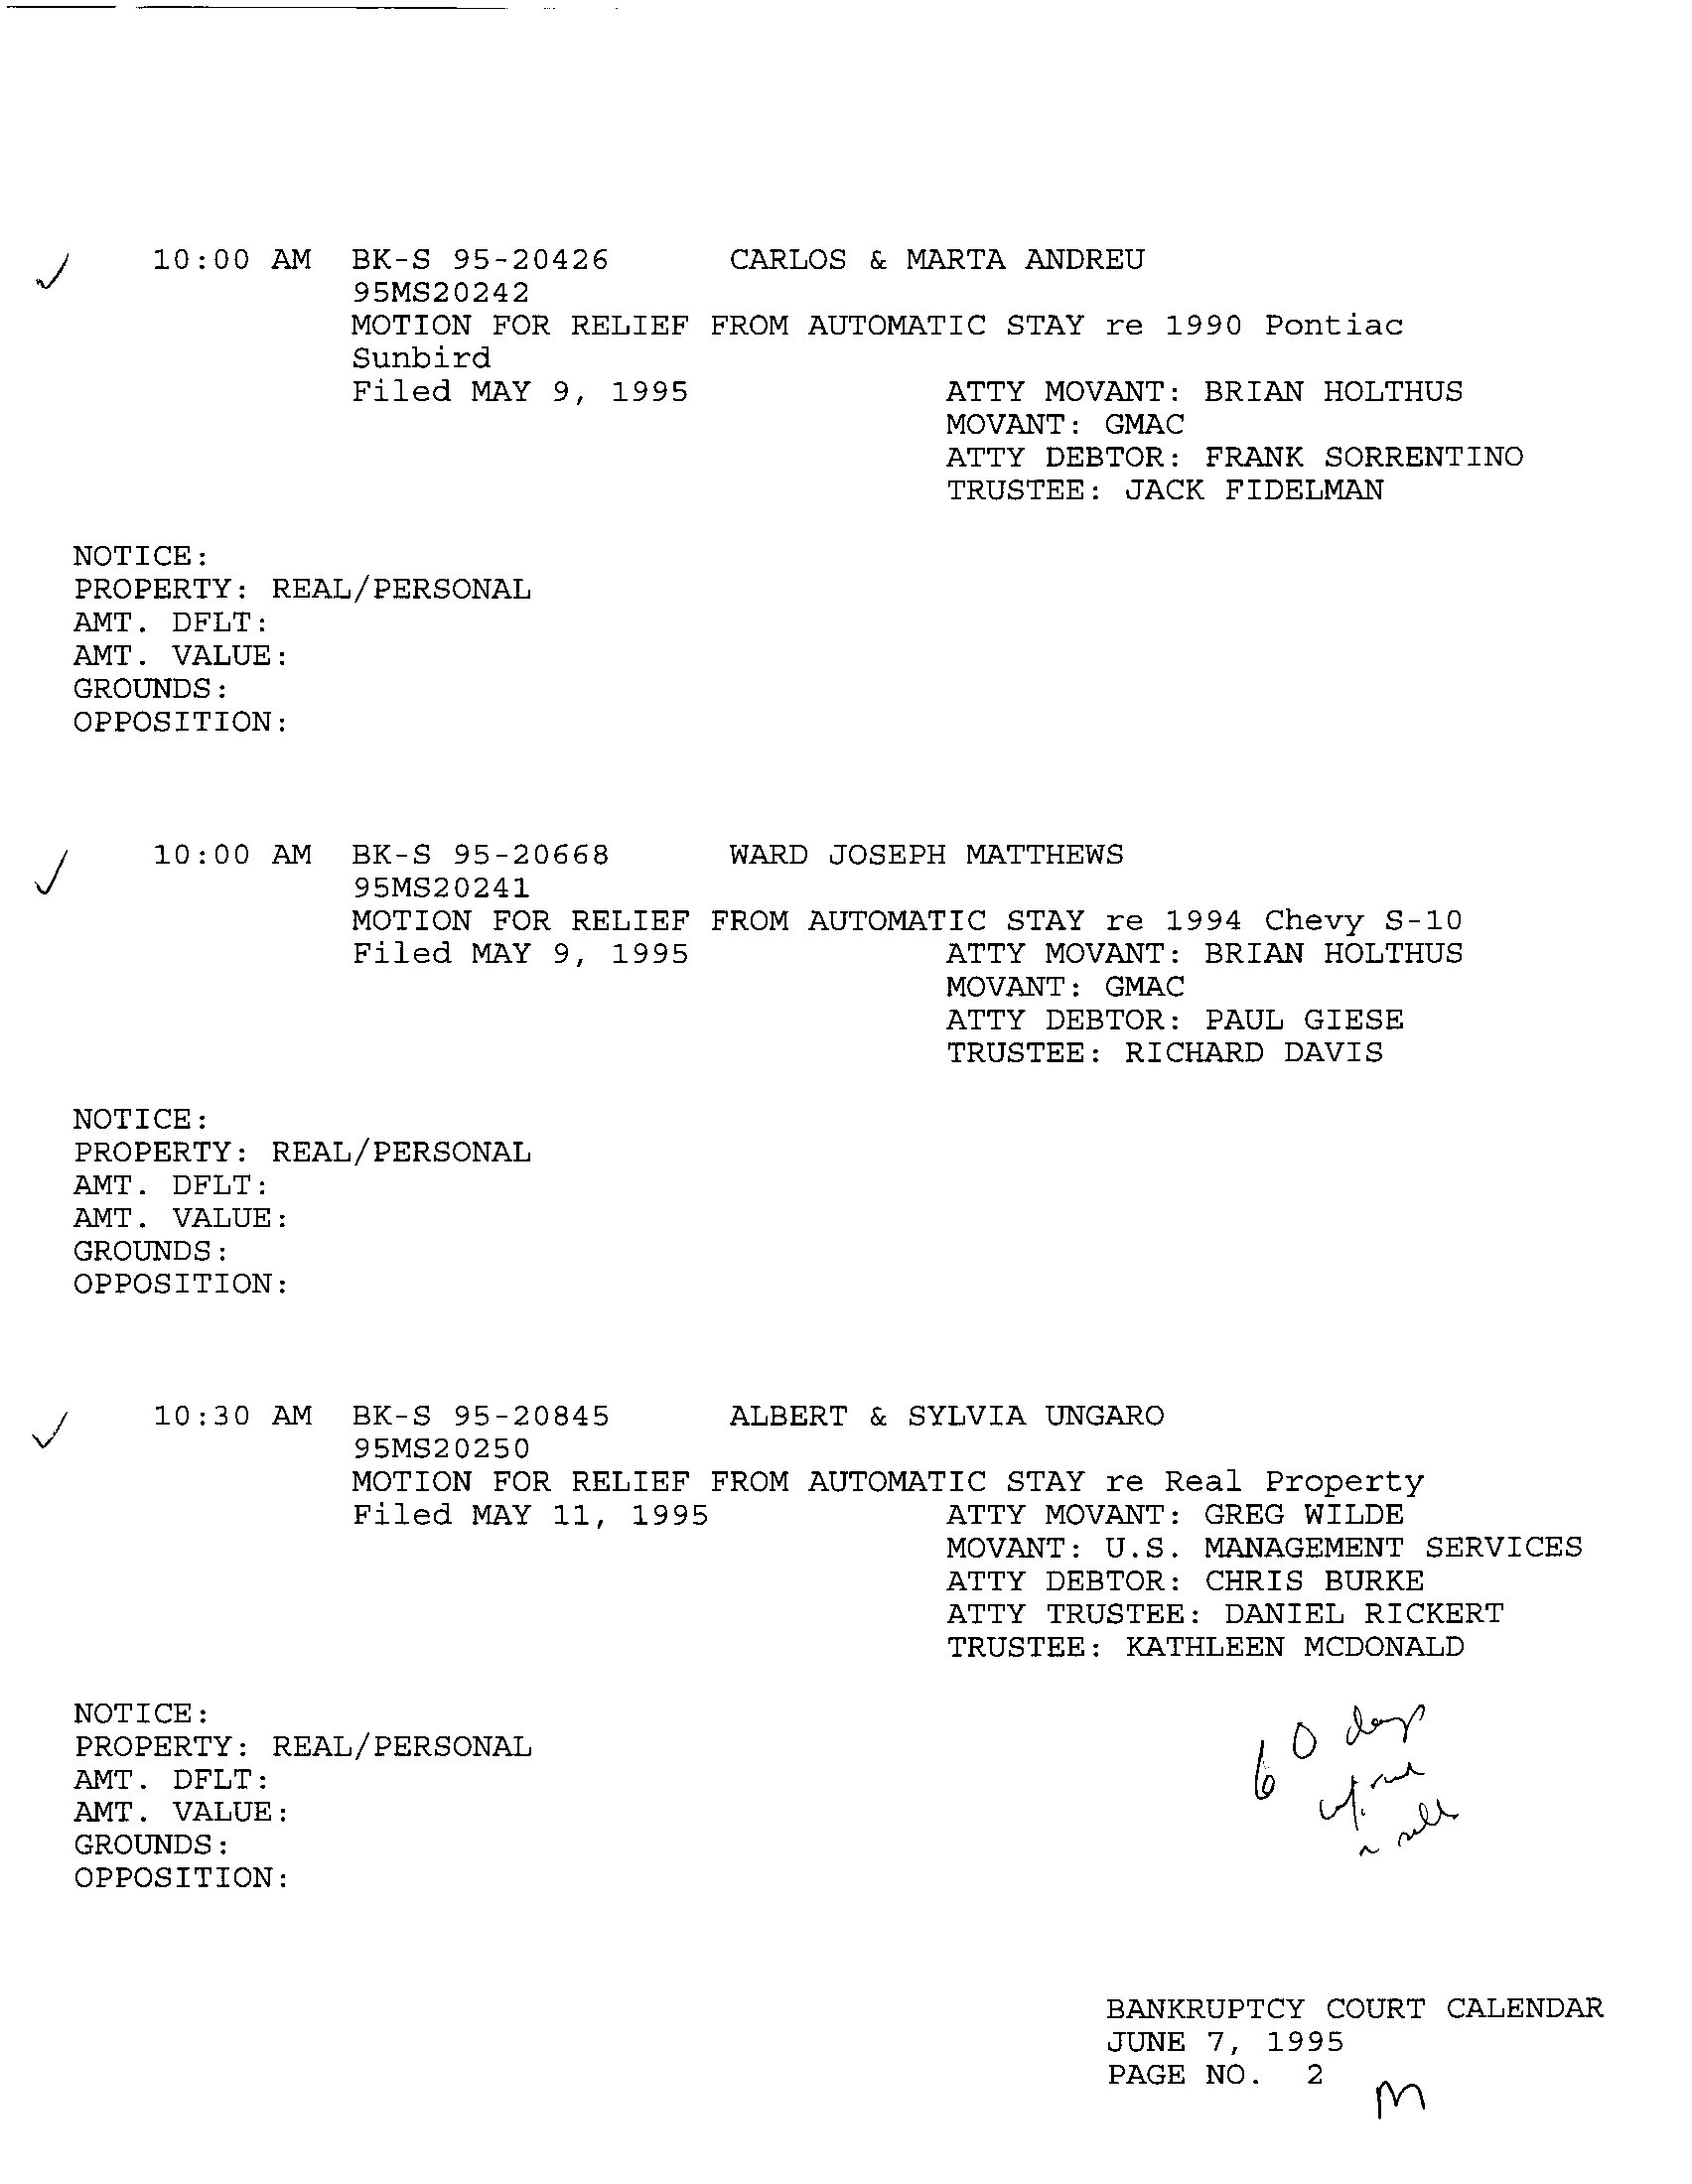 10:00 AM BK-S 95-20426 CARLOS & MARTA ANDREU
95MS20242
MOTION FOR RELIEF FROM AUTOMATIC STAY re 1990 Pontiac
Sunbird
Filed MAY 9, 1995 ATTY MOVANT: BRIAN HOLTHUS
MOVANT: GMAC
ATTY DEBTOR: FRANK SORRENTINO
TRUSTEE: JACK FIDELMAN
NOTICE:
PROPERTY: REAL/PERSONAL
AMT. DFLT:
AMT. VALUE:
GROUNDS:
OPPOSITION:
10:00 AM BK-S 95-20668 WARD JOSEPH MATTHEWS
95MS20241
MOTION FOR RELIEF FROM AUTOMATIC STAY re 1994 Chevy S-10
Filed MAY 9, 1995 ATTY MOVANT: BRIAN HOLTHUS
MOVANT: GMAC
ATTY DEBTOR: PAUL GIESE
TRUSTEE: RICHARD DAVIS
NOTICE:
PROPERTY: REAL/PERSONAL
AMT. DFLT:
AMT. VALUE:
GROUNDS:
OPPOSITION:
10:30 AM BK-S 95-20845 ALBERT & SYLVIA UNGARO
95MS20250
MOTION FOR RELIEF FROM AUTOMATIC STAY re Real Property
Filed MAY 11, 1995 ATTY MOVANT: GREG WILDE
MOVANT: U.S. MANAGEMENT SERVICES
ATTY DEBTOR: CHRIS BURKE
ATTY TRUSTEE: DANIEL RICKERT
TRUSTEE: KATHLEEN MCDONALD
NOTICE:
PROPERTY: REAL/PERSONAL
AMT. DFLT:
AMT. VALUE:
GROUNDS:
OPPOSITION:
60 days
BANKRUPTCY COURT CALENDAR
JUNE 7, 1995
PAGE NO. 2
M